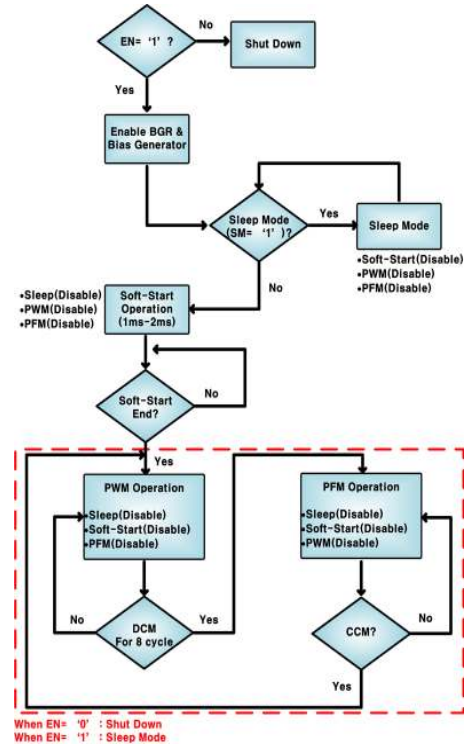 EN= ‘1’ ?
No
Shut Down
Yes
Enable BGR &
Bias Generator
Sleep Mode
(SM= ‘1’)?
Yes
Sleep Mode
•Soft-Start(Disable)
•PWM(Disable)
•PFM(Disable)
No
•Sleep(Disable)
•PWM(Disable)
•PFM(Disable)
Soft-Start
Operation
(1ms-2ms)
Soft-Start
End?
No
Yes
PWM Operation
•Sleep(Disable)
•Soft-Start(Disable)
•PFM(Disable)
No
DCM
For 8 cycle
Yes
PFM Operation
•Sleep(Disable)
•Soft-Start(Disable)
•PWM(Disable)
CCM?
No
Yes
When EN= ‘0’ : Shut Down
When EN= ‘1’ : Sleep Mode